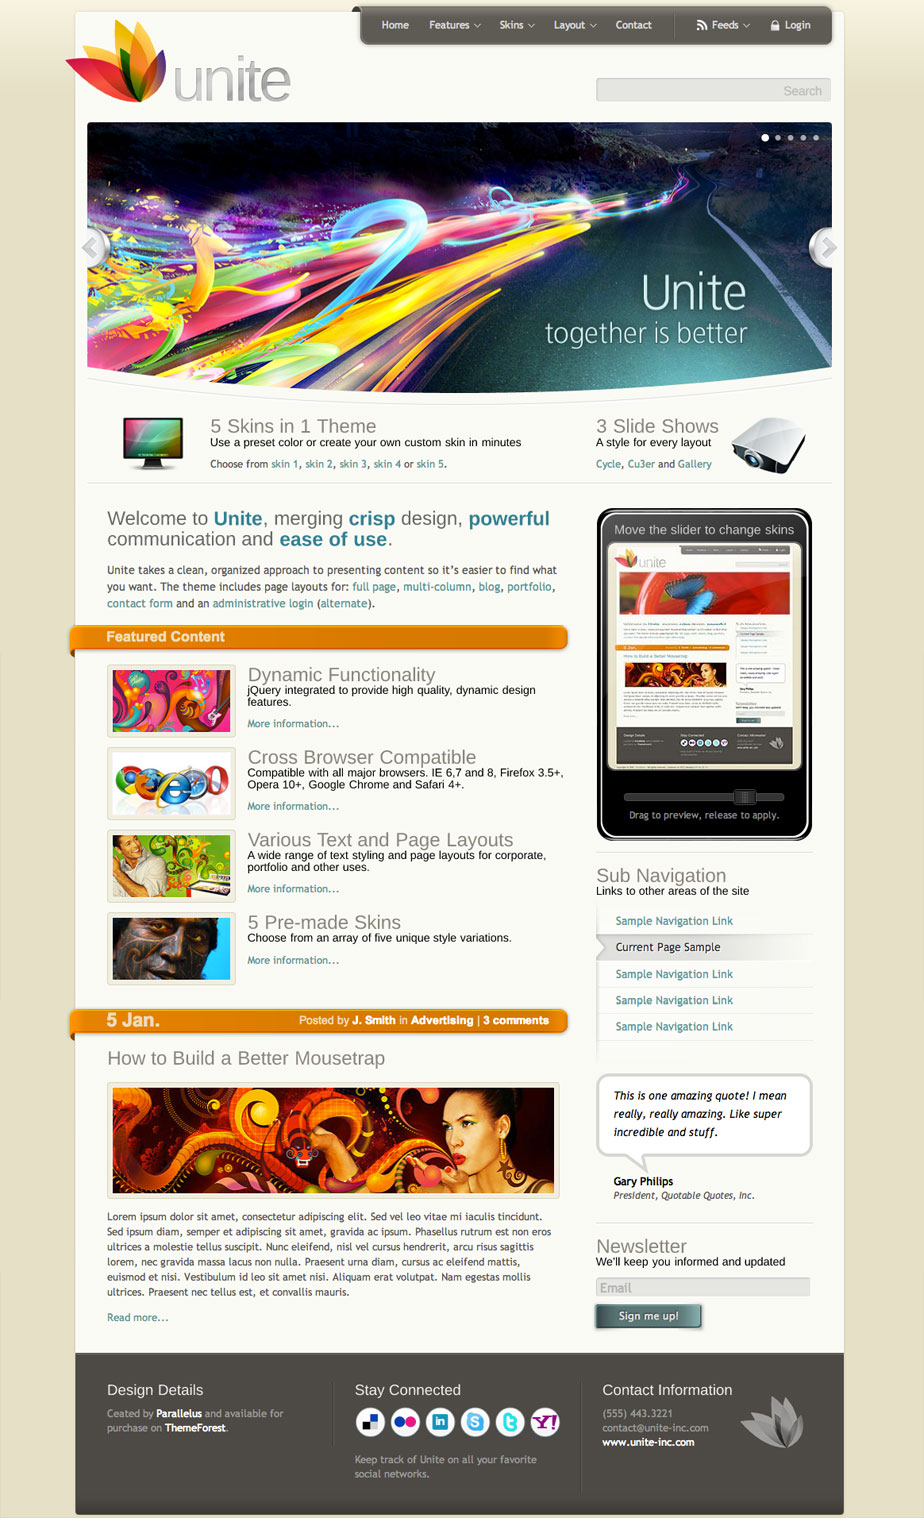 Home Features Skins Layout Contact Feeds Login
unite
Search
Unite
together is better
5 Skins in 1 Theme
Use a preset color or create your own custom skin in minutes
Choose from skin 1, skin 2, skin 3, skin 4 or skin 5.
3 Slide Shows
A style for every layout
Cycle, Cu3er and Gallery
Welcome to Unite, merging crisp design, powerful
communication and ease of use.
Unite takes a clean, organized approach to presenting content so it's easier to find what
you want. The theme includes page layouts for: full page, multi-column, blog, portfolio,
contact form and an administrative login (alternate).
Featured Content
Dynamic Functionality
jQuery integrated to provide high quality, dynamic design
features.
More information...
Cross Browser Compatible
Compatible with all major browsers. IE 6,7 and 8, Firefox 3.5+,
Opera 10+, Google Chrome and Safari 4+.
More information...
Various Text and Page Layouts
A wide range of text styling and page layouts for corporate,
portfolio and other uses.
More information...
5 Pre-made Skins
Choose from an array of five unique style variations.
More information...
5 Jan.
Posted by J. Smith in Advertising | 3 comments
How to Build a Better Mousetrap
Lorem ipsum dolor sit amet, consectetur adipiscing elit. Sed vel leo vitae mi iaculis tincidunt.
Sed ipsum diam, semper et adipiscing sit amet, gravida ac ipsum. Phasellus rutrum est non eros
ultrices a molestie tellus suscipit. Nunc eleifend, nisl vel cursus hendrerit, arcu risus sagittis
lorem, nec gravida massa lacus non nulla. Praesent urna diam, cursus ac eleifend mattis,
euismod et nisi. Vestibulum id leo sit amet nisi. Aliquam erat volutpat. Nam egestas mollis
ultrices. Praesent nec tellus est, et convallis mauris.
Read more...
Move the slider to change skins
unite
How to Build a Better Mousetrap
Drag to preview, release to apply.
Sub Navigation
Links to other areas of the site
Sample Navigation Link
Current Page Sample
Sample Navigation Link
Sample Navigation Link
Sample Navigation Link
This is one amazing quote! I mean
really, really amazing. Like super
incredible and stuff.
Gary Philips
President, Quotable Quotes, Inc.
Newsletter
We'll keep you informed and updated
Email
Sign me up!
Design Details
Ceated by Parallelus and available for
purchase on ThemeForest.
Stay Connected
in S t Y!
Keep track of Unite on all your favorite
social networks.
Contact Information
(555) 443.3221
contact@unite-inc.com
www.unite-inc.com